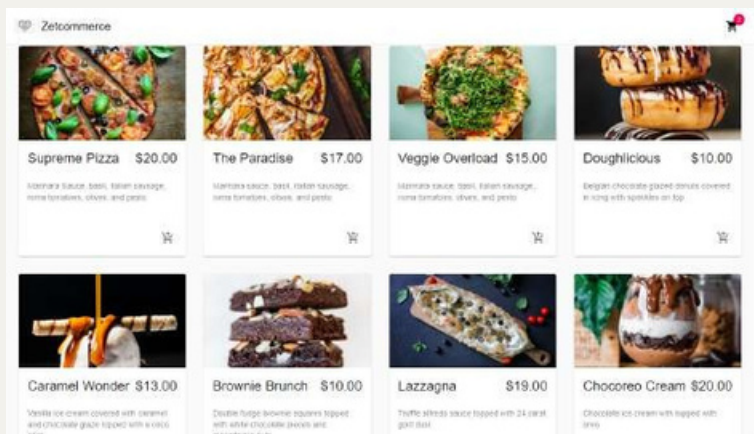 Zetcommerce
Supreme Pizza $20.00
The Paradise $17.00
Veggie Overload $15.00
Doughlicious $10.00
Marinara sauce, basil, Italian sausage,
roma tomatoes, olives, and pesto
Marinara sauce, basil, Italian sausage,
roma tomatoes, olives, and pesto
Marinara sauce, basil, Italian sausage,
roma tomatoes, olives, and pesto
Belgian chocolate glazed donuts covered
in icing with sprinkles on top
Caramel Wonder $13.00
Brownie Brunch $10.00
Lazzagna $19.00
Chocoreo Cream $20.00
Vanilla ice cream covered with caramel
and chocolate glaze topped with a coco
Double fudge brownie squares topped
with white chocolate pieces and
Truffle alfredo sauce topped with 24 carat
gold dust
Chocolate ice cream with topped with